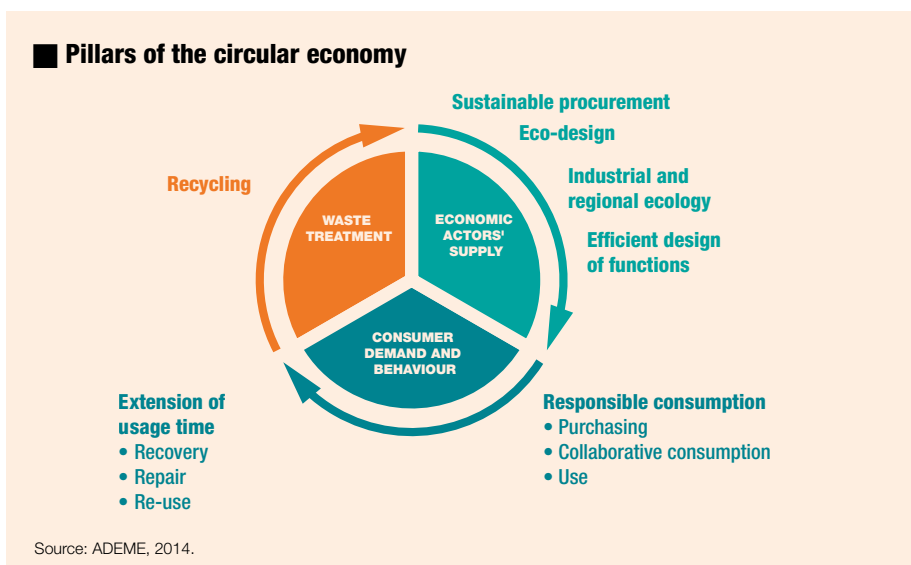 Pillars of the circular economy
Sustainable procurement
Eco-design
Industrial and
regional ecology
Efficient design
of functions
Recycling
WASTE
TREATMENT
ECONOMIC
ACTORS'
SUPPLY
CONSUMER
DEMAND AND
BEHAVIOUR
Extension of
usage time
• Recovery
• Repair
• Re-use
Responsible consumption
• Purchasing
• Collaborative consumption
• Use
Source: ADEME, 2014.